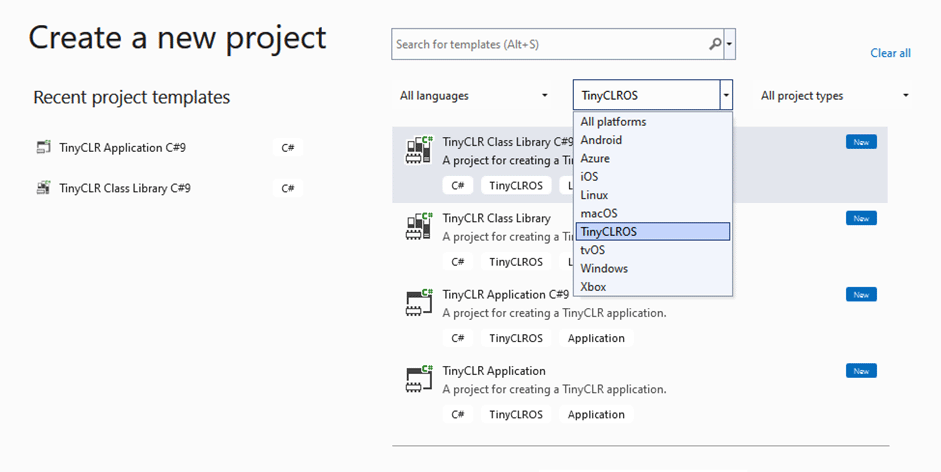 Create a new project
Search for templates (Alt+S)
Clear all
Recent project templates
All languages
TinyCLROS
All project types
TinyCLR Application C#9
C#
TinyCLR Class Library C#9
C#
All platforms
Android
Azure
iOS
Linux
macOS
TinyCLROS
tvOS
Windows
Xbox
TinyCLR Class Library C#9
New
A project for creating a
C# TinyCLROS
TinyCLR Class Library
New
A project for creating a
C# TinyCLROS
TinyCLR Application C#9
New
A project for creating a TinyCLR application.
C# TinyCLROS Application
TinyCLR Application
New
A project for creating a TinyCLR application.
C# TinyCLROS Application